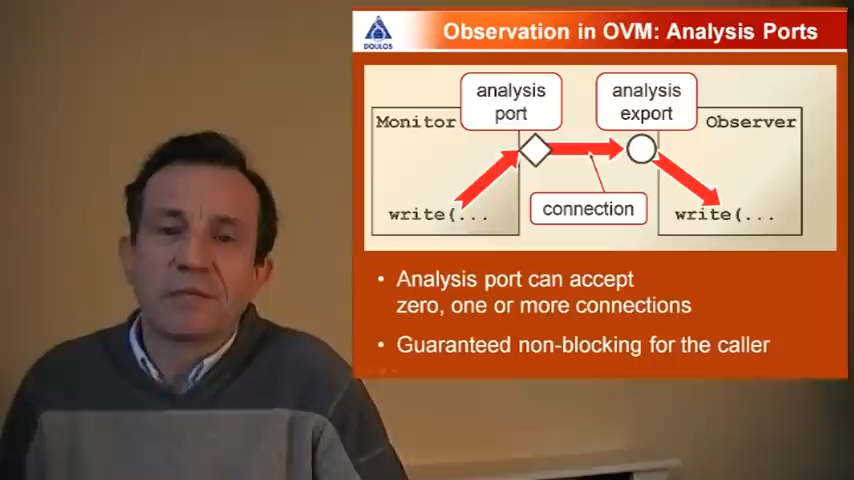 DOULOS
Observation in OVM: Analysis Ports
analysis
port
analysis
export
Monitor
Observer
connection
write(...
write(...
• Analysis port can accept
zero, one or more connections
• Guaranteed non-blocking for the caller